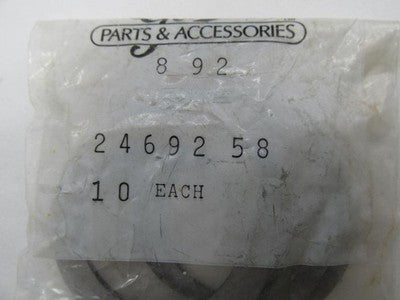 PARTS & ACCESSORIES
8 92
24692 58
10 EACH